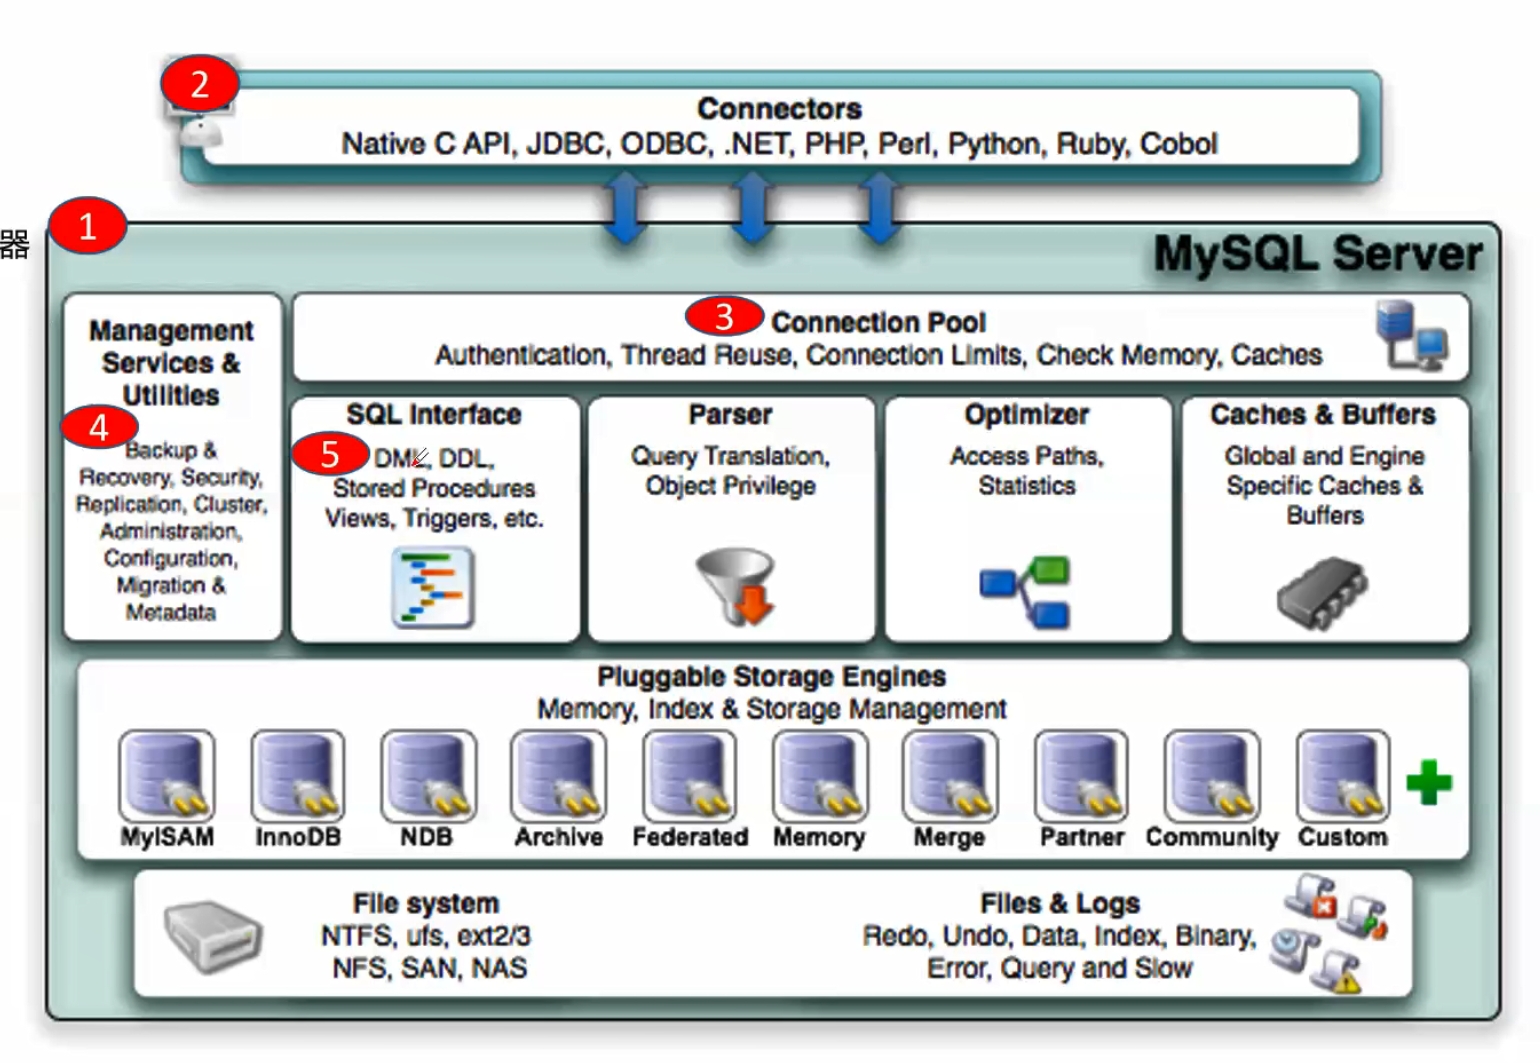 2
Connectors
Native C API, JDBC, ODBC, .NET, PHP, Perl, Python, Ruby, Cobol
1
器
MySQL Server
Management
Services &
Utilities
4
Backup &
Recovery, Security,
Replication, Cluster,
Administration,
Configuration,
Migration &
Metadata
3
Connection Pool
Authentication, Thread Reuse, Connection Limits, Check Memory, Caches
SQL Interface
5
DML, DDL,
Stored Procedures
Views, Triggers, etc.
Parser
Query Translation,
Object Privilege
Optimizer
Access Paths,
Statistics
Caches & Buffers
Global and Engine
Specific Caches &
Buffers
Pluggable Storage Engines
Memory, Index & Storage Management
MyISAM
InnoDB
NDB
Archive
Federated
Memory
Merge
Partner
Community
Custom
File system
NTFS, ufs, ext2/3
NFS, SAN, NAS
Files & Logs
Redo, Undo, Data, Index, Binary,
Error, Query and Slow